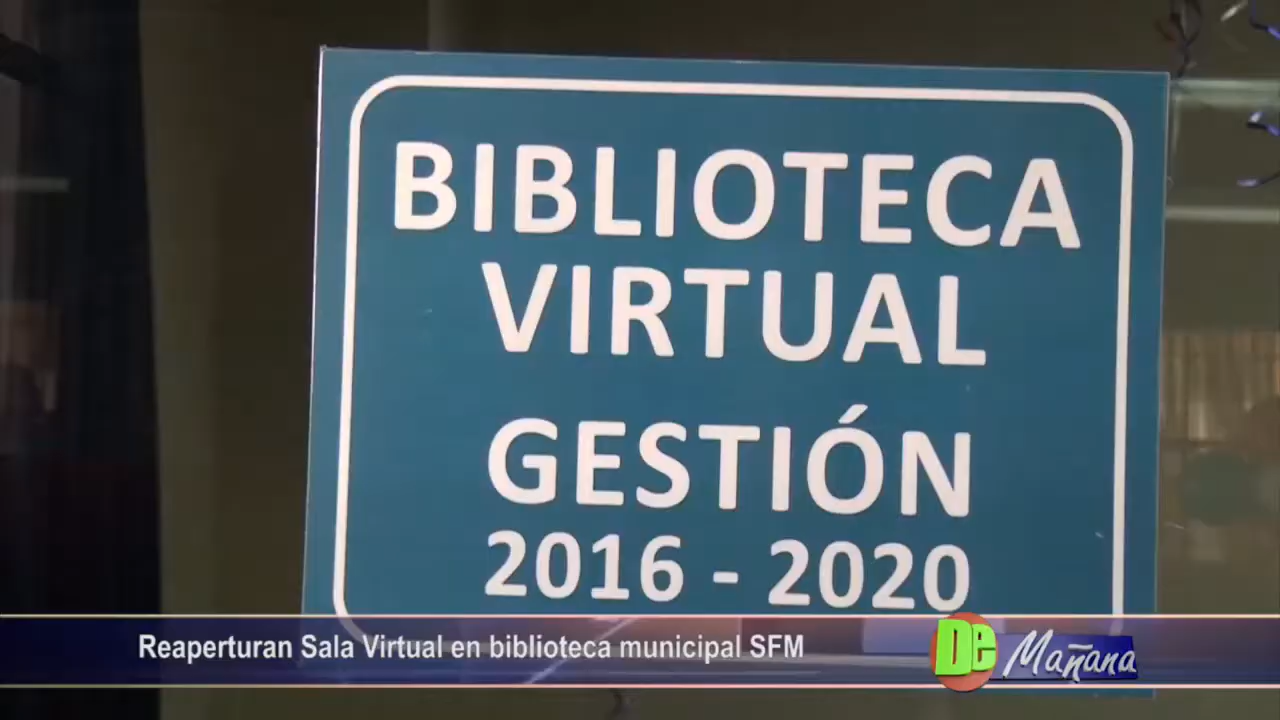 BIBLIOTECA
VIRTUAL
GESTIÓN
2016 - 2020
Reaperturan Sala Virtual en biblioteca municipal SFM
De Mañana